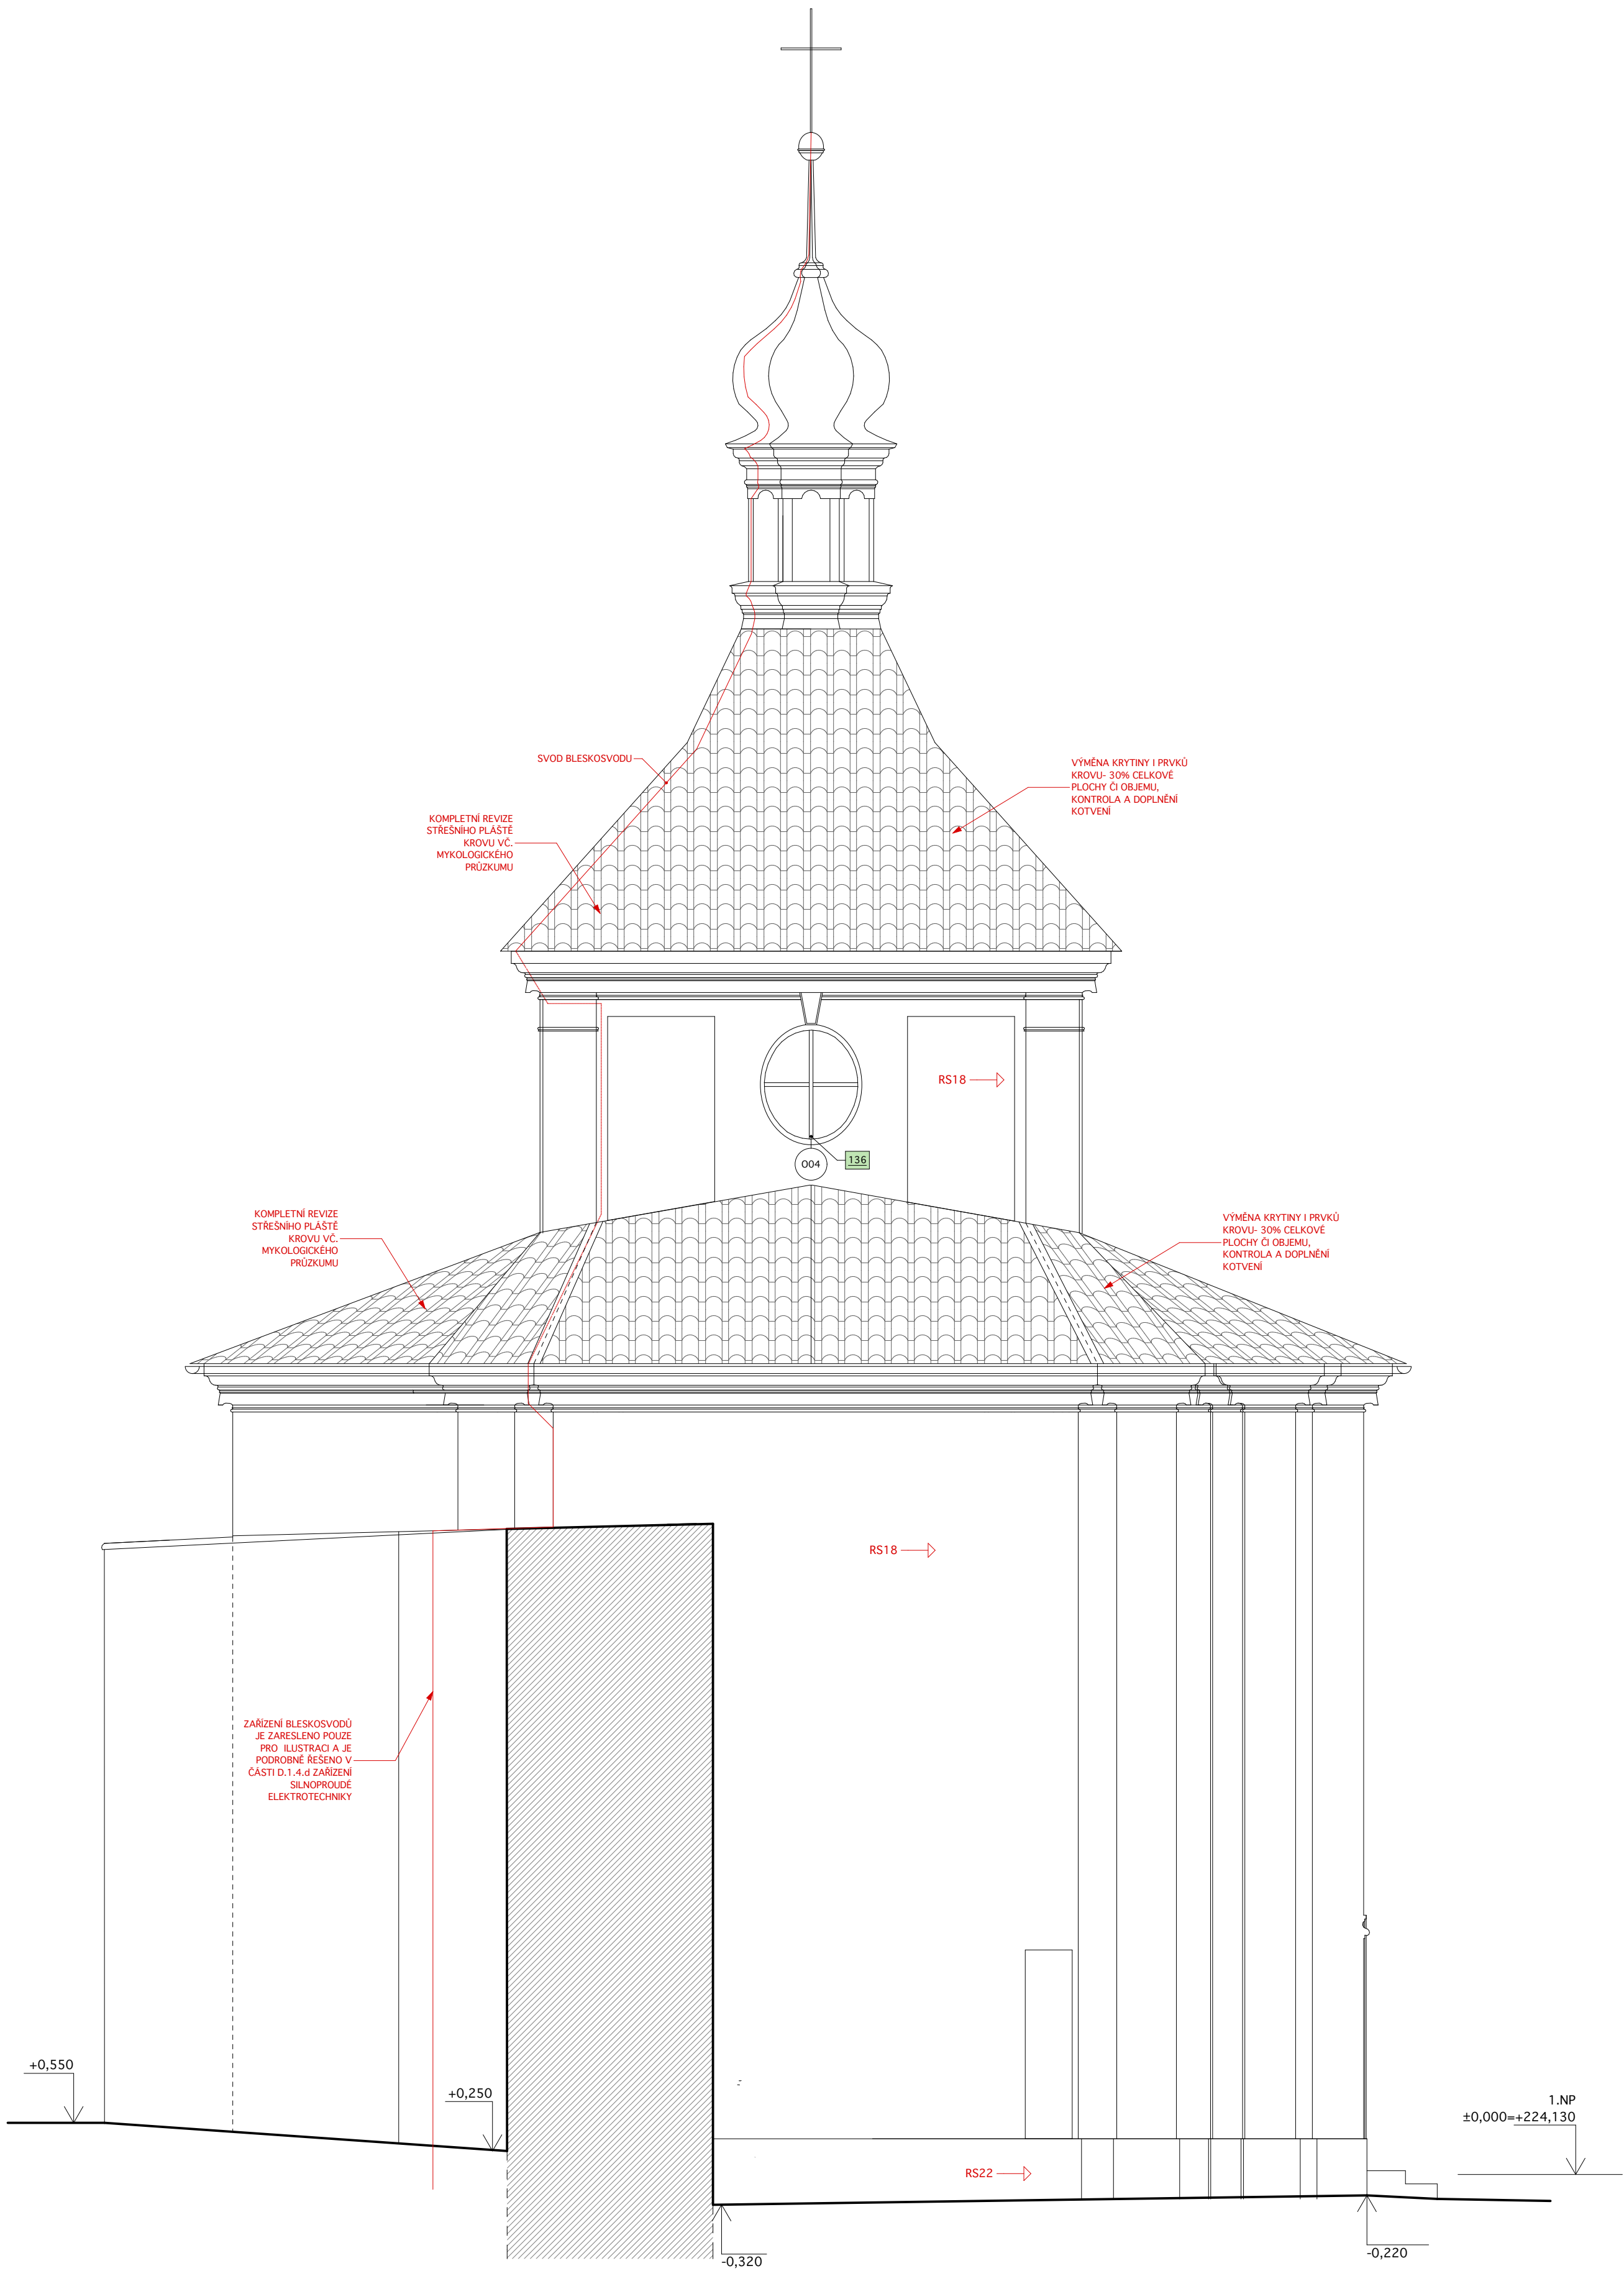 SVOD BLESKOSVODU
VÝMĚNA KRYTINY I PRVKŮ
KROVU- 30% CELKOVÉ
PLOCHY ČI OBJEMU,
KONTROLA A DOPLNĚNÍ
KOTVENÍ
KOMPLETNÍ REVIZE
STŘEŠNÍHO PLÁŠTĚ
KROVU VČ.
MYKOLOGICKÉHO
PRŮZKUMU
RS18
004
136
KOMPLETNÍ REVIZE
STŘEŠNÍHO PLÁŠTĚ
KROVU VČ.
MYKOLOGICKÉHO
PRŮZKUMU
VÝMĚNA KRYTINY I PRVKŮ
KROVU- 30% CELKOVÉ
PLOCHY ČI OBJEMU,
KONTROLA A DOPLNĚNÍ
KOTVENÍ
RS18
ZAŘÍZENÍ BLESKOSVODŮ
JE ZARESLENO POUZE
PRO ILUSTRACI A JE
PODROBNĚ ŘEŠENO V
ČÁSTI D.1.4.d ZAŘÍZENÍ
SILNOPROUDÉ
ELEKTROTECHNIKY
+0,550
+0,250
1.NP
±0,000=+224,130
RS22
-0,320
-0,220